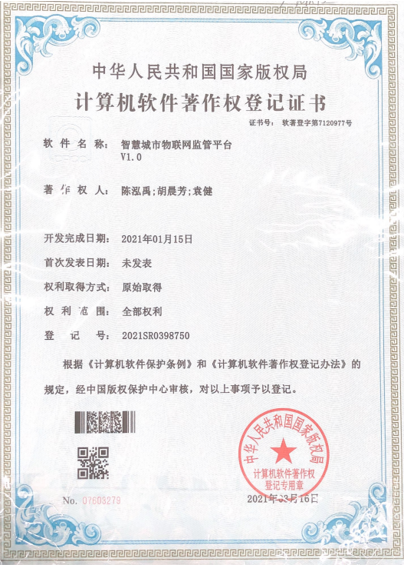 中华人民共和国国家版权局
计算机软件著作权登记证书
证书号： 软著登字第7120977号
软件名称： 智慧城市物联网监管平台
V1.0
著作权人： 陈泓禹;胡晨芳;袁健
开发完成日期： 2021年01月15日
首次发表日期： 未发表
权利取得方式： 原始取得
权利范围： 全部权利
登记号： 2021SR0398750
根据《计算机软件保护条例》和《计算机软件著作权登记办法》的
规定，经中国版权保护中心审核，对以上事项予以登记。
中华人民共和国国家版权局
计算机软件著作权
登记专用章
No. 07603279
2021年03月16日